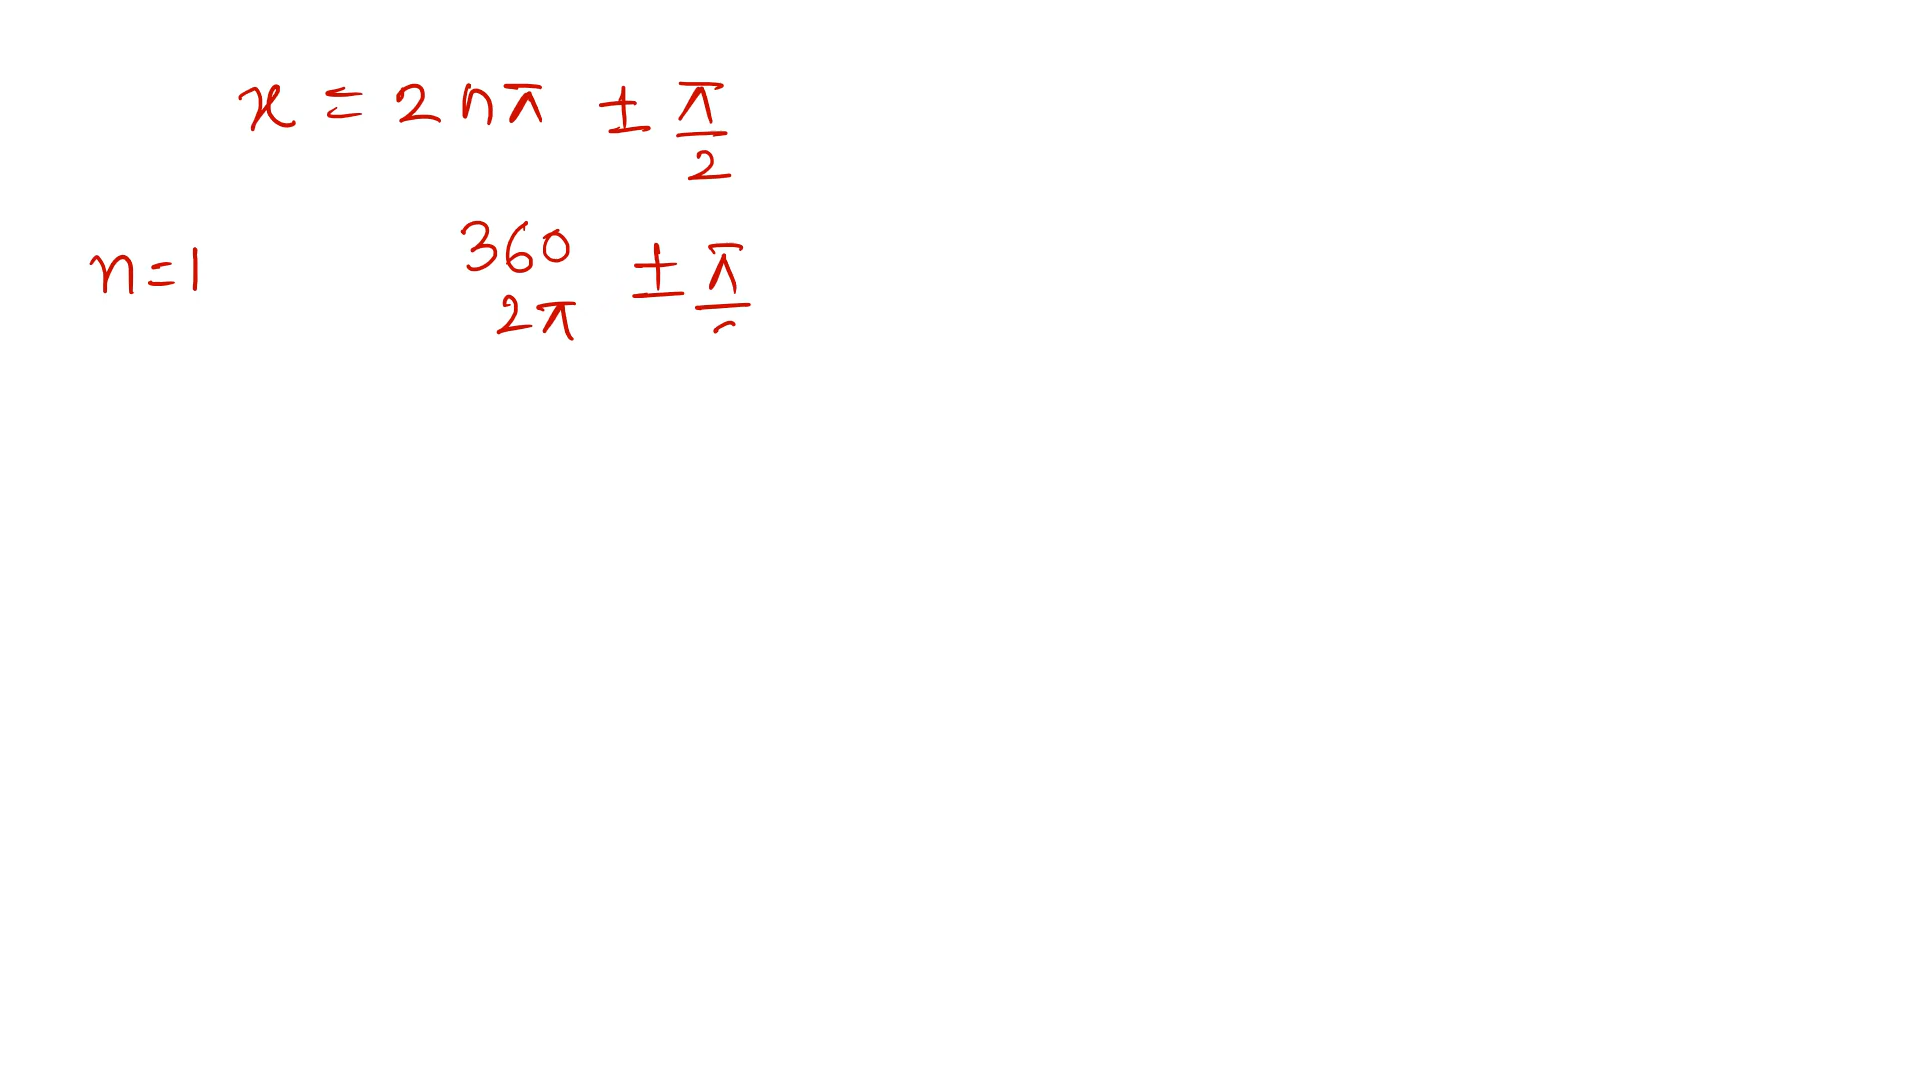 x = 2nπ ± π/2
360
n=1 2π ± π/